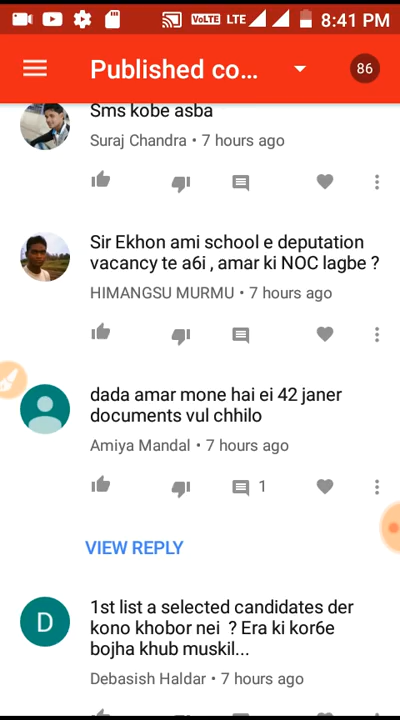 VoLTE LTE 8:41 PM
Published co... 86
Sms kobe asba
Suraj Chandra • 7 hours ago
Sir Ekhon ami school e deputation
vacancy te a6i , amar ki NOC lagbe ?
HIMANGSU MURMU • 7 hours ago
dada amar mone hai ei 42 janer
documents vul chhilo
Amiya Mandal • 7 hours ago
1
VIEW REPLY
D
1st list a selected candidates der
kono khobor nei ? Era ki kor6e
bojha khub muskil...
Debasish Haldar • 7 hours ago